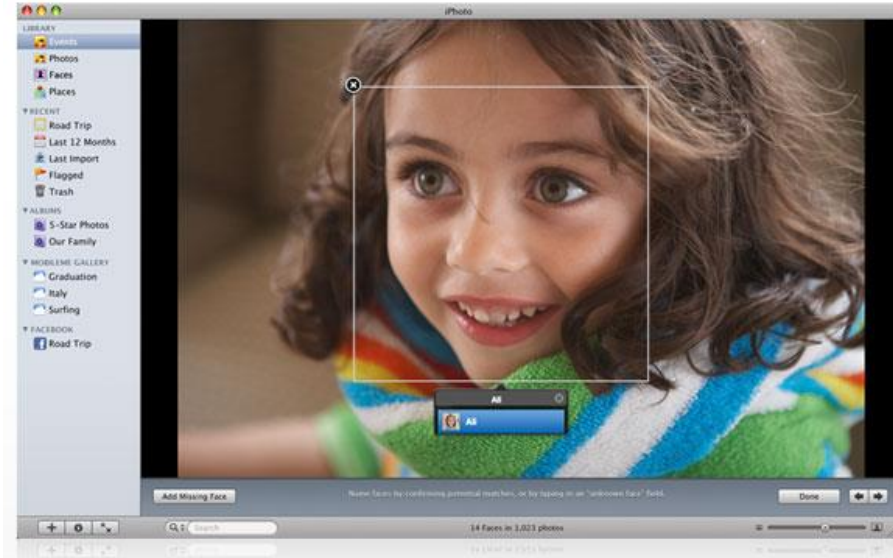 iPhoto
LIBRARY
Events
Photos
Faces
Places
RECENT
Road Trip
Last 12 Months
Last Import
Flagged
Trash
ALBUMS
5-Star Photos
Our Family
MOBILEME GALLERY
Graduation
Italy
Surfing
FACEBOOK
Road Trip
Ali
Ali
Add Missing Face
Name faces by confirming potential matches, or by typing in an "unknown face" field.
Done
Search
14 Faces in 1,023 photos